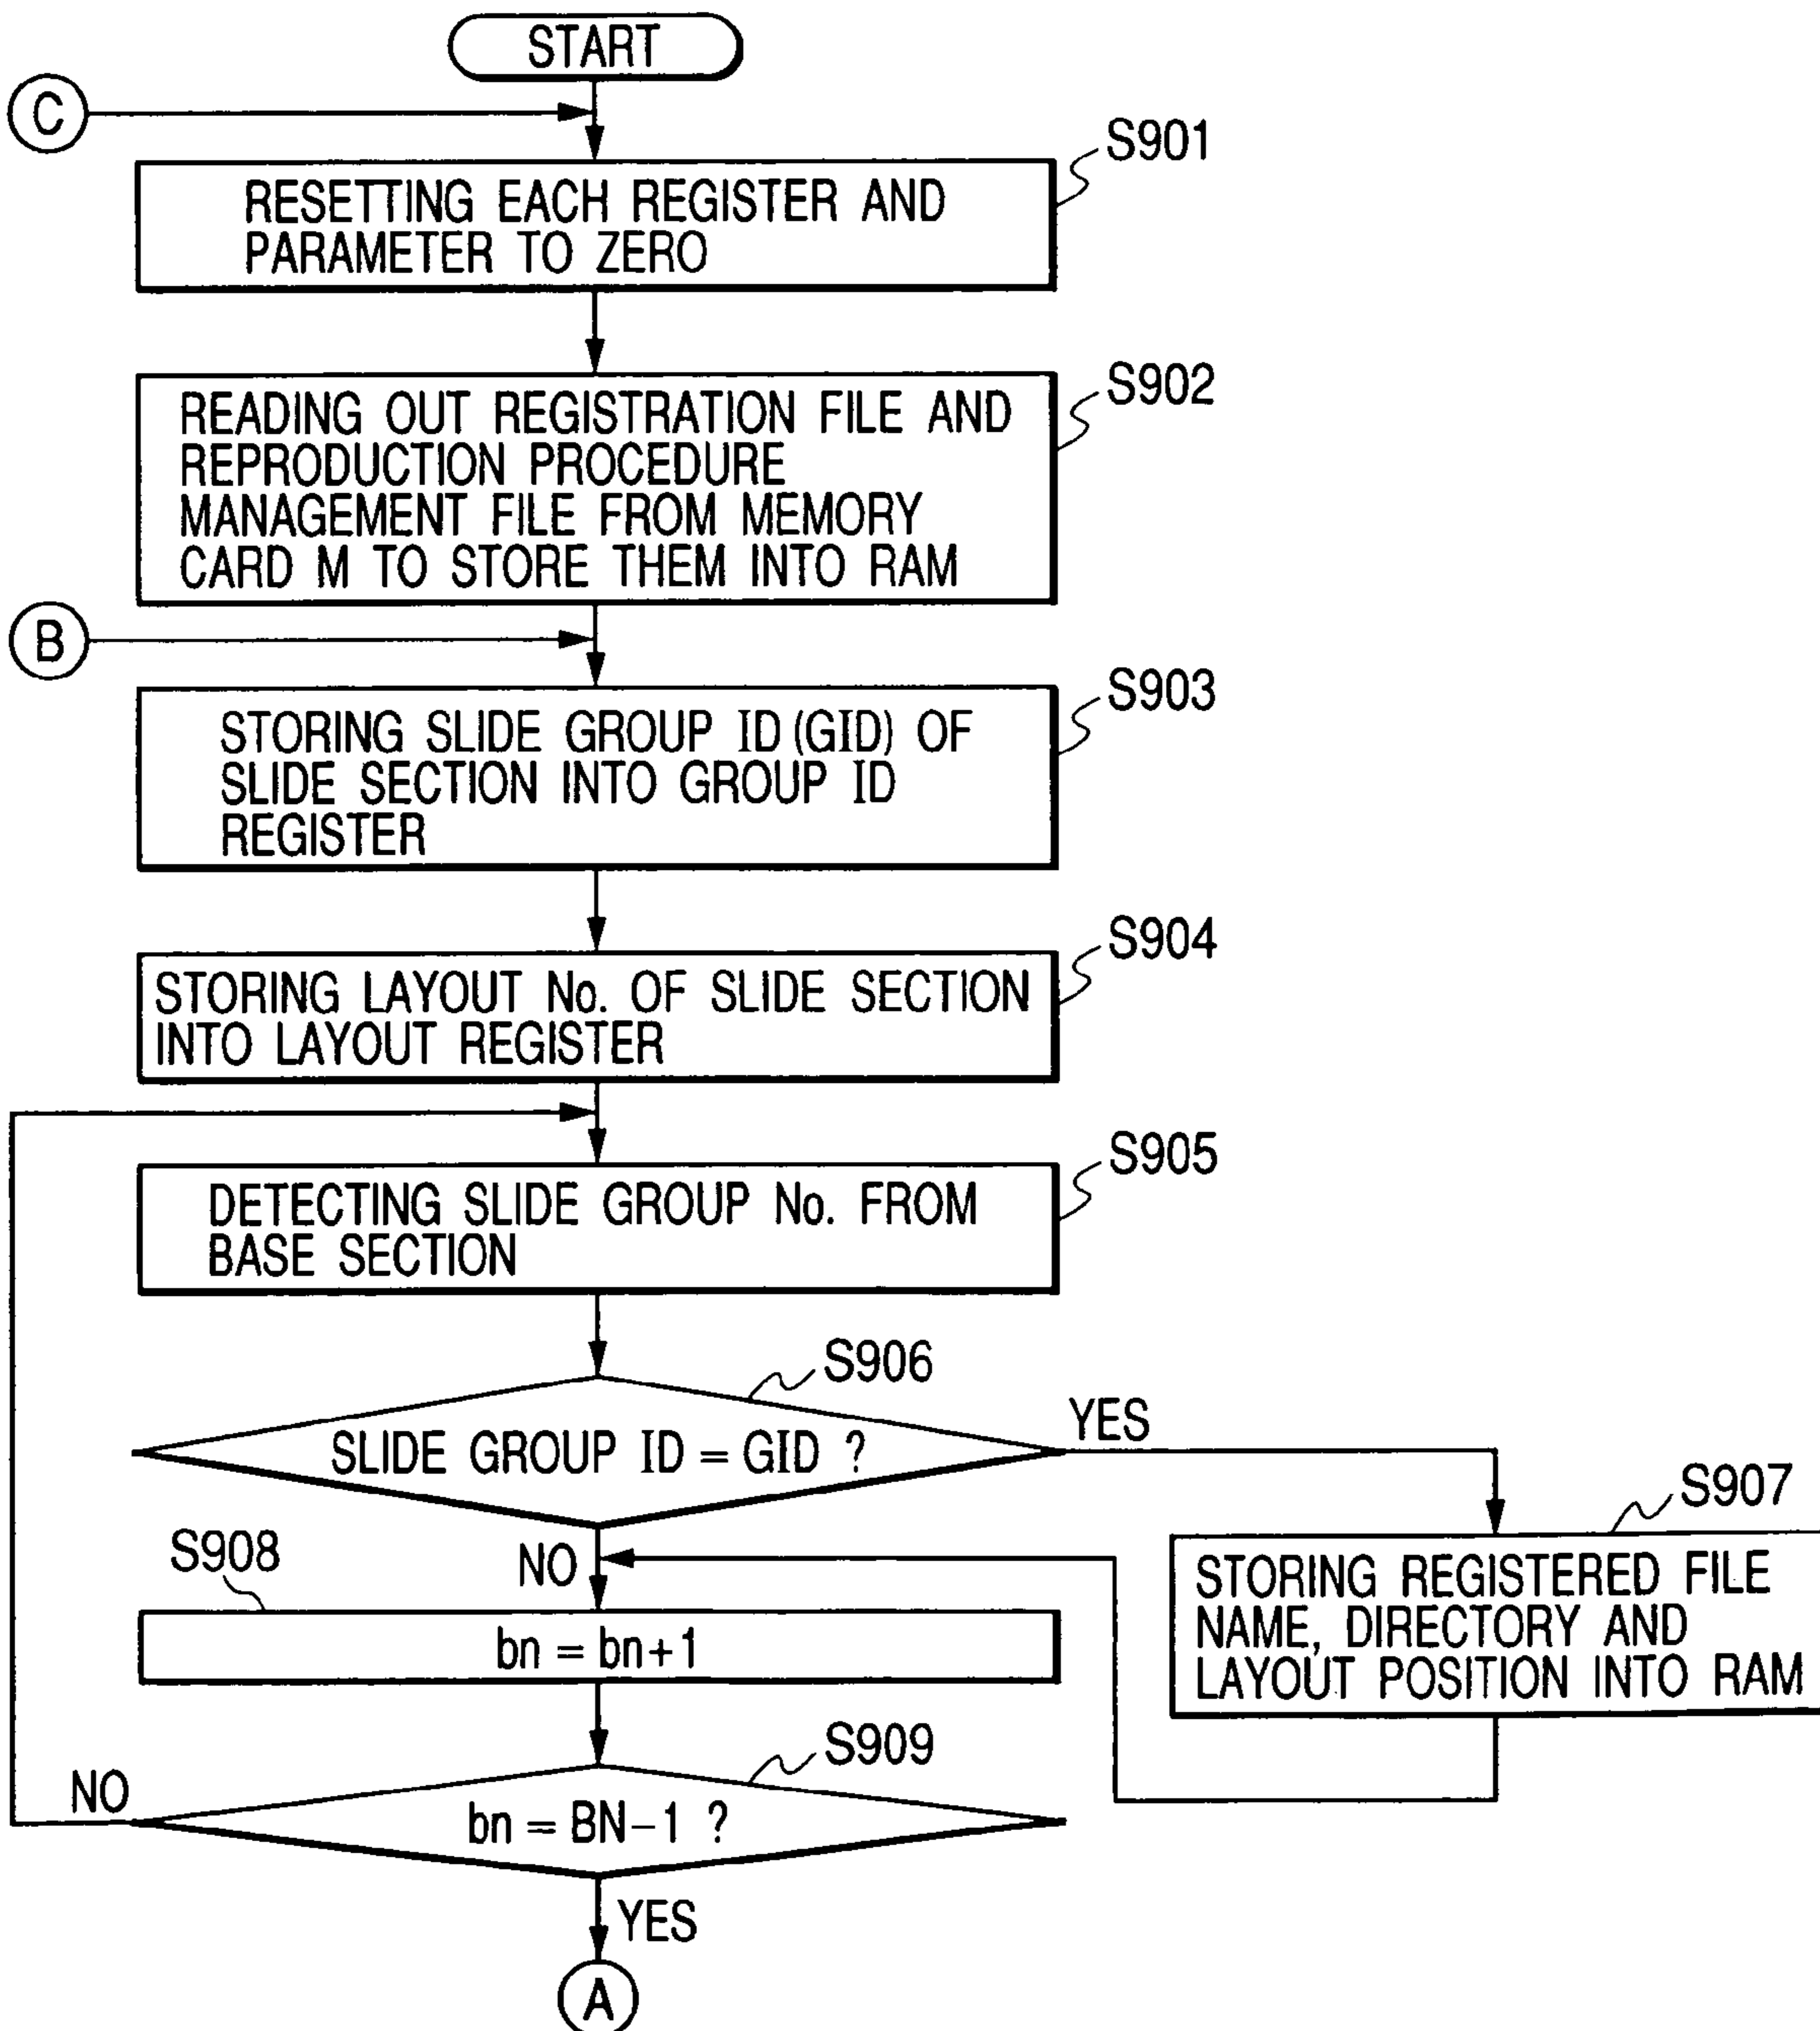 START
C
S901
RESETTING EACH REGISTER AND
PARAMETER TO ZERO
S902
READING OUT REGISTRATION FILE AND
REPRODUCTION PROCEDURE
MANAGEMENT FILE FROM MEMORY
CARD M TO STORE THEM INTO RAM
B
S903
STORING SLIDE GROUP ID (GID) OF
SLIDE SECTION INTO GROUP ID
REGISTER
S904
STORING LAYOUT No. OF SLIDE SECTION
INTO LAYOUT REGISTER
S905
DETECTING SLIDE GROUP No. FROM
BASE SECTION
S906
SLIDE GROUP ID = GID ?
YES
S907
STORING REGISTERED FILE
NAME, DIRECTORY AND
LAYOUT POSITION INTO RAM
NO
S908
bn = bn+1
S909
bn = BN-1 ?
NO
YES
A